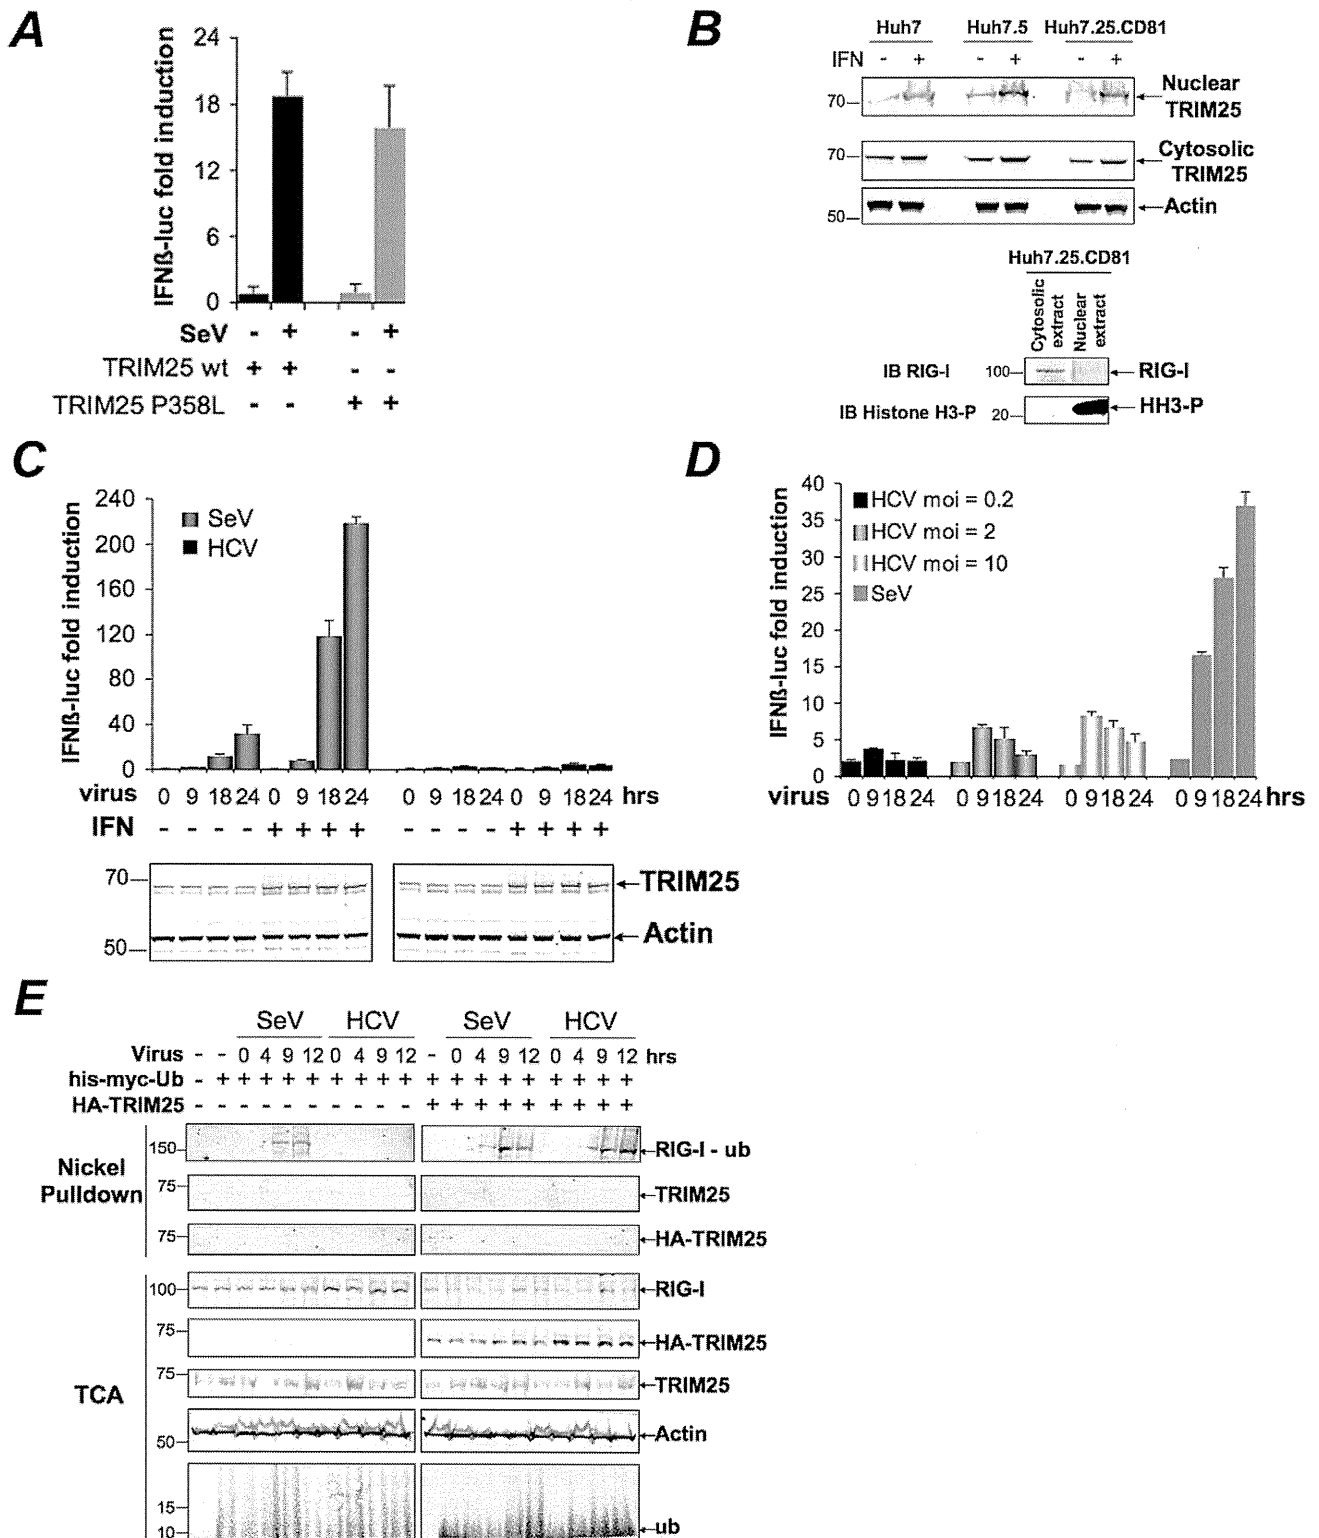 A
24
18
12
6
0
IFNß-luc fold induction
SeV - + - +
TRIM25 wt + + - -
TRIM25 P358L - - + +
B
Huh7 Huh7.5 Huh7.25.CD81
IFN - + - + - +
70 Nuclear TRIM25
70 Cytosolic TRIM25
50 Actin
Huh7.25.CD81
Cytosolic extract
Nuclear extract
IB RIG-I 100 RIG-I
IB Histone H3-P 20 HH3-P
C
240
200
160
120
80
40
0
IFNß-luc fold induction
SeV
HCV
virus 0 9 18 24 0 9 18 24 0 9 18 24 0 9 18 24 hrs
IFN - - - - + + + + - - - - + + + +
70 TRIM25
50 Actin
D
40
35
30
25
20
15
10
5
0
IFNß-luc fold induction
HCV moi = 0.2
HCV moi = 2
HCV moi = 10
SeV
virus 0 9 18 24 0 9 18 24 0 9 18 24 0 9 18 24 hrs
E
SeV HCV SeV HCV
Virus - - 0 4 9 12 0 4 9 12 - 0 4 9 12 0 4 9 12 hrs
his-myc-Ub - + + + + + + + + + + + + + + + + + +
HA-TRIM25 - - - - - - - - - - + + + + + + + + +
Nickel Pulldown
150 RIG-I - ub
75 TRIM25
75 HA-TRIM25
TCA
100 RIG-I
75 HA-TRIM25
75 TRIM25
50 Actin
15
10 ub